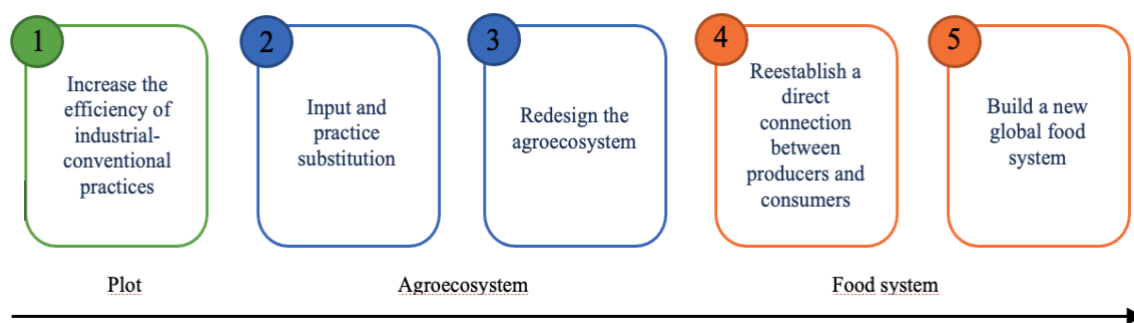 1
Increase the
efficiency of
industrial-
conventional
practices
2
Input and
practice
substitution
3
Redesign the
agroecosystem
4
Reestablish a
direct
connection
between
producers and
consumers
5
Build a new
global food
system
Plot
Agroecosystem
Food system